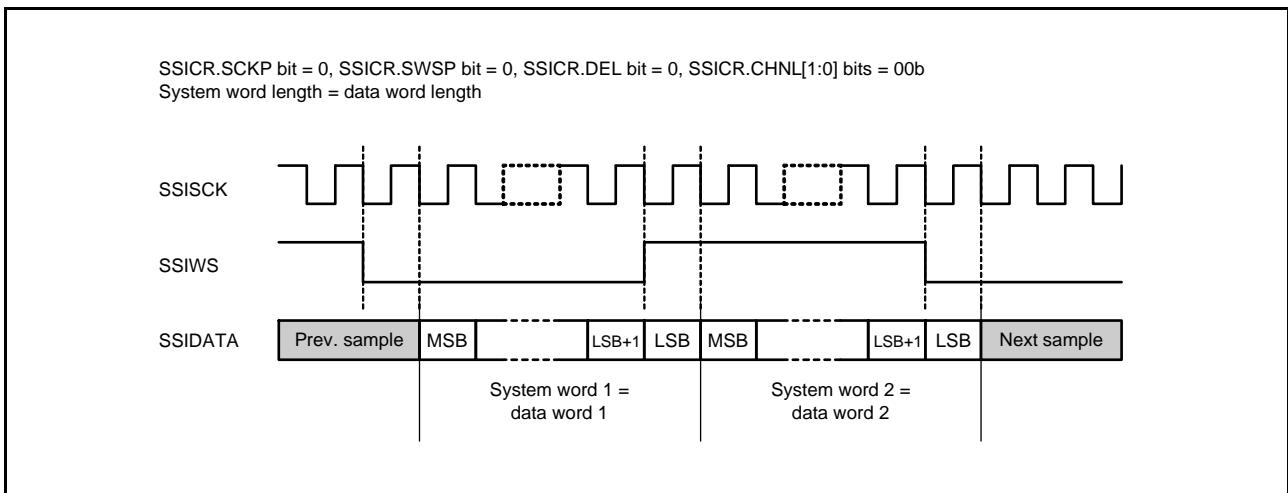 SSICR.SCKP bit = 0, SSICR.SWSP bit = 0, SSICR.DEL bit = 0, SSICR.CHNL[1:0] bits = 00b
System word length = data word length
SSISCK
SSIWS
SSIDATA
Prev. sample
MSB
LSB+1
LSB
MSB
LSB+1
LSB
Next sample
System word 1 =
data word 1
System word 2 =
data word 2